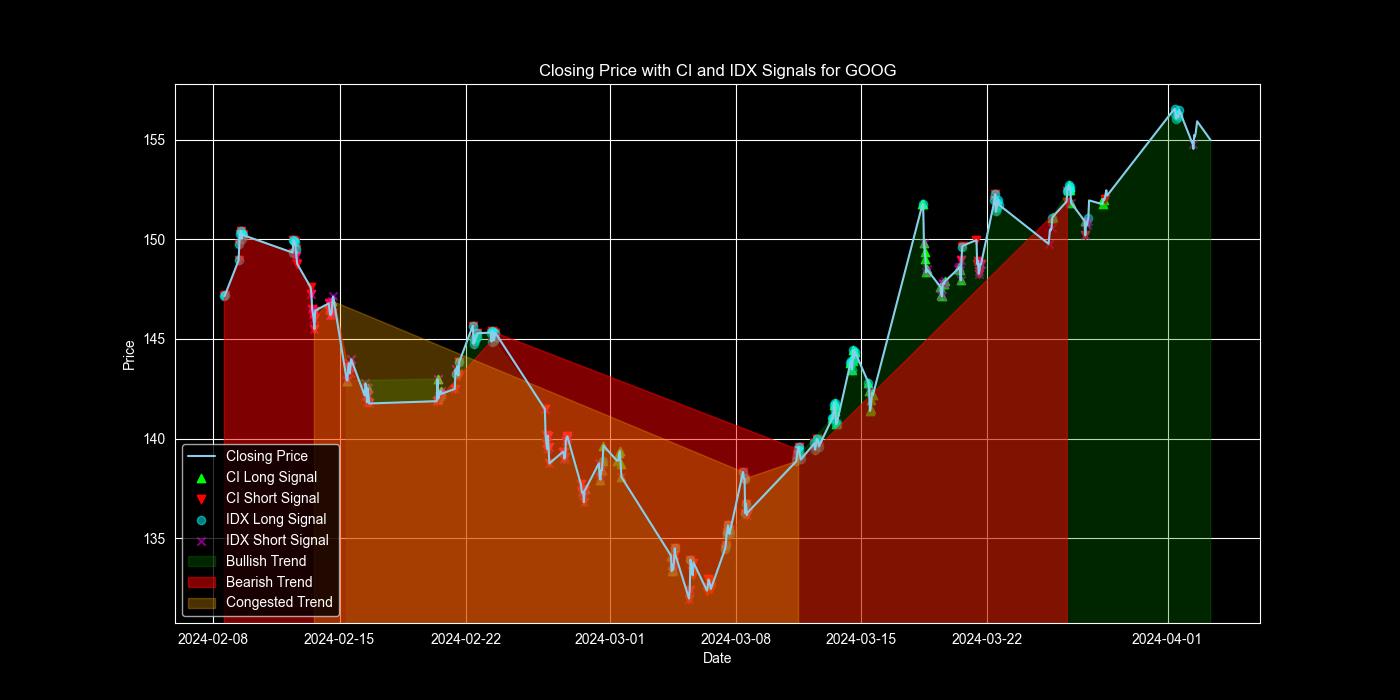 Closing Price with CI and IDX Signals for GOOG
Price
155
150
145
140
135
Closing Price
CI Long Signal
CI Short Signal
IDX Long Signal
IDX Short Signal
Bullish Trend
Bearish Trend
Congested Trend
2024-02-08 2024-02-15 2024-02-22 2024-03-01 2024-03-08 2024-03-15 2024-03-22 2024-04-01
Date